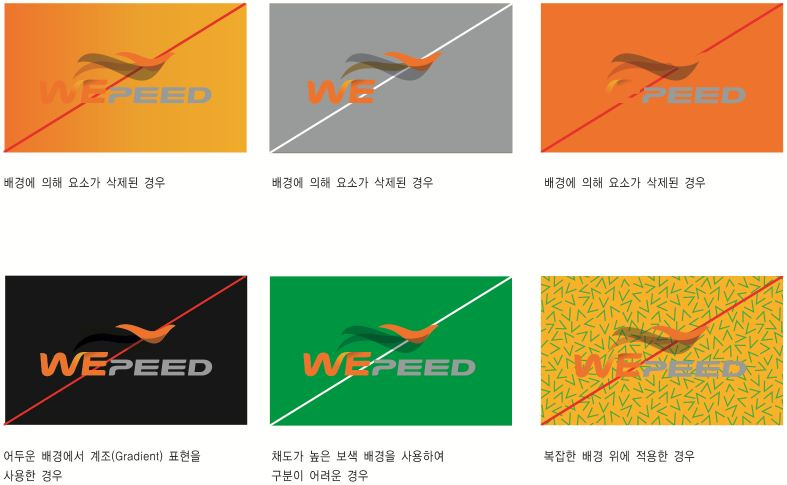 WEPEED
WE
PEED
배경에 의해 요소가 삭제된 경우
배경에 의해 요소가 삭제된 경우
배경에 의해 요소가 삭제된 경우
WEPEED
WEPEED
WEPEED
어두운 배경에서 계조(Gradient) 표현을
사용한 경우
채도가 높은 보색 배경을 사용하여
구분이 어려운 경우
복잡한 배경 위에 적용한 경우